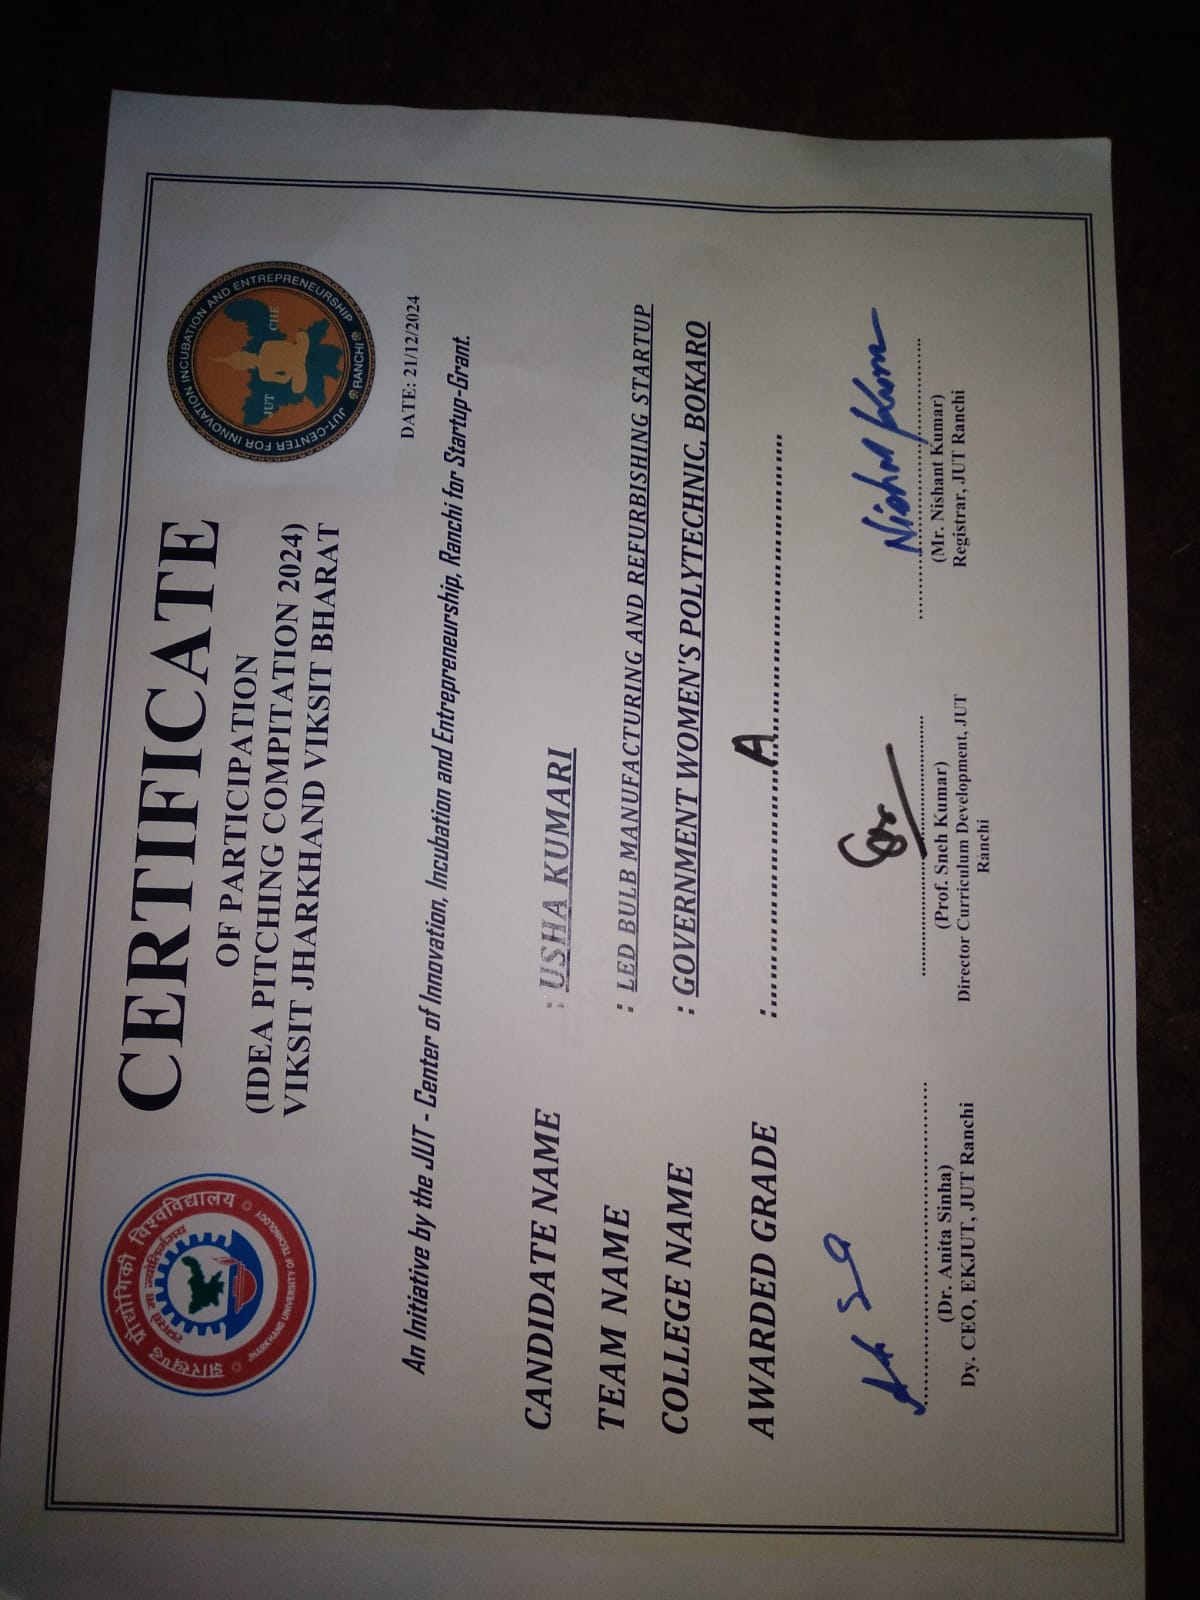 झारखण्ड प्रौद्योगिकी विश्वविद्यालय
तमसो मा ज्योतिर्गमय
JHARKHAND UNIVERSITY OF TECHNOLOGY
CERTIFICATE
OF PARTICIPATION
(IDEA PITCHING COMPITATION 2024)
VIKSIT JHARKHAND VIKSIT BHARAT
JUT-CENTER FOR INNOVATION INCUBATION AND ENTREPRENEURSHIP
RANCHI
JUT
CIIE
DATE: 21/12/2024
An Initiative by the JUT - Center of Innovation, Incubation and Entrepreneurship, Ranchi for Startup-Grant.
CANDIDATE NAME : USHA KUMARI
TEAM NAME : LED BULB MANUFACTURING AND REFURBISHING STARTUP
COLLEGE NAME : GOVERNMENT WOMEN'S POLYTECHNIC, BOKARO
AWARDED GRADE : A
Nishant Kumar
(Dr. Anita Sinha) (Prof. Sneh Kumar) (Mr. Nishant Kumar)
Dy. CEO, EKJUT, JUT Ranchi Director Curriculum Development, JUT Registrar, JUT Ranchi
Ranchi